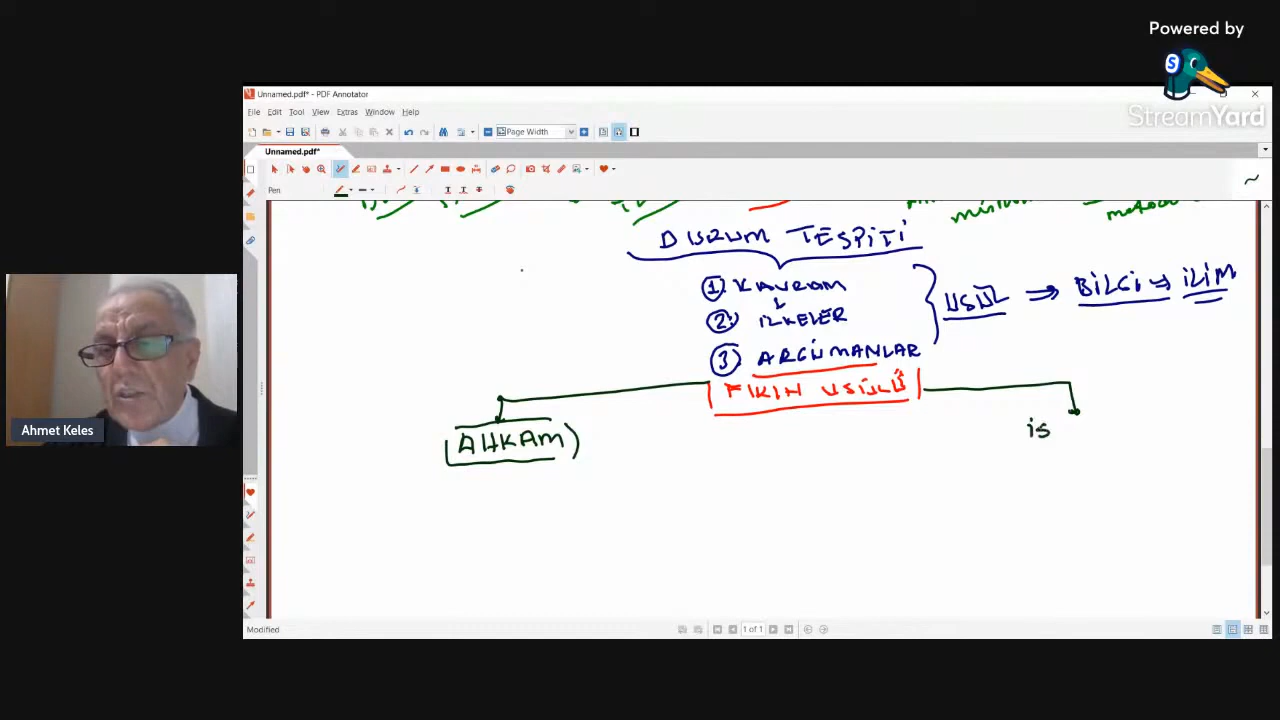 Powered by
StreamYard
Unnamed.pdf* - PDF Annotator
File Edit Tool View Extras Window Help
Page Width
Unnamed.pdf*
Pen
DURUM TESPİTİ
1 KAVRAM
2 İLKELER
3 ARGÜMANLAR
USÛL ⇒ BİLGİ → İLİM
FIKIH USÜLÜ
AHKAM
is
Ahmet Keles
Modified
1 of 1